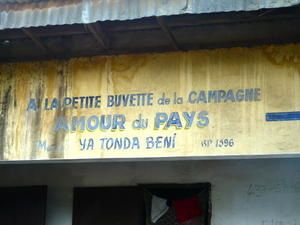 A LA PETITE BUVETTE de la CAMPAGNE
AMOUR du PAYS
YA TONDA BENI BP 1596